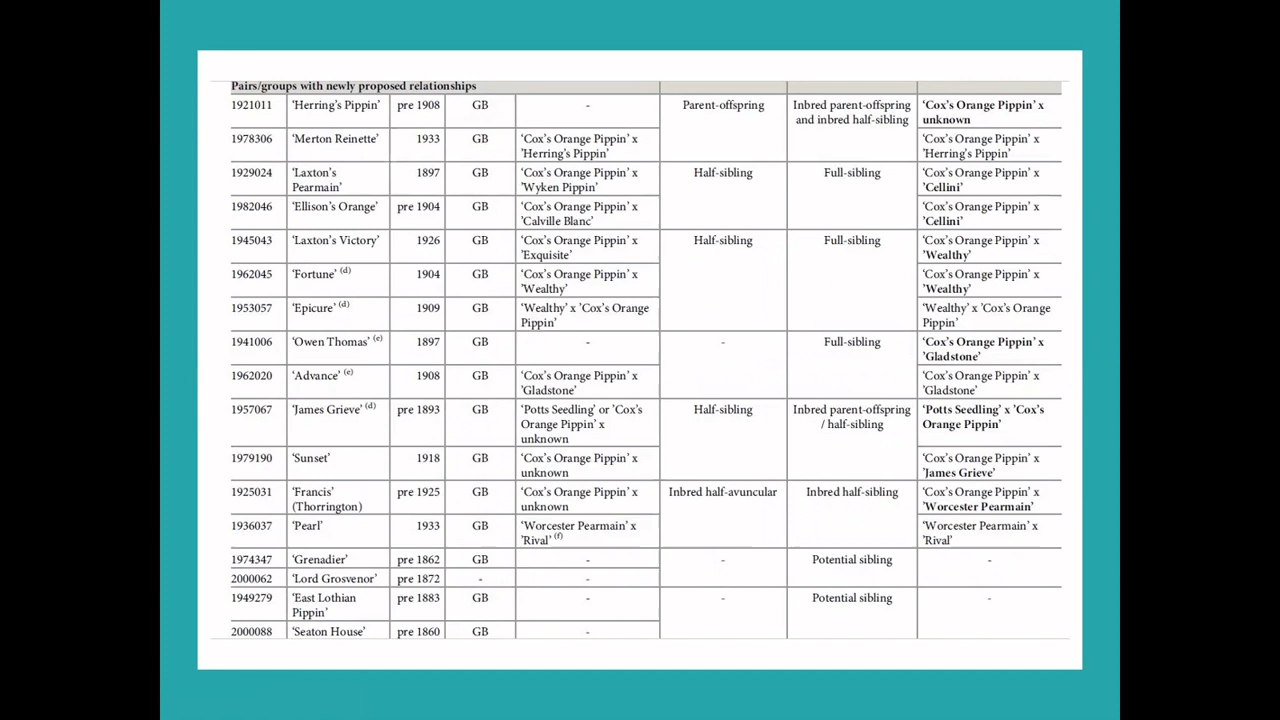 Pairs/groups with newly proposed relationships
1921011 ‘Herring’s Pippin’ pre 1908 GB - Parent-offspring Inbred parent-offspring ‘Cox’s Orange Pippin’ x
and inbred half-sibling unknown
1978306 ‘Merton Reinette’ 1933 GB ‘Cox’s Orange Pippin’ x ‘Cox’s Orange Pippin’ x
’Herring’s Pippin’ ’Herring’s Pippin’
1929024 ‘Laxton’s 1897 GB ‘Cox’s Orange Pippin’ x Half-sibling Full-sibling ‘Cox’s Orange Pippin’ x
Pearmain’ ’Wyken Pippin’ ’Cellini’
1982046 ‘Ellison’s Orange’ pre 1904 GB ‘Cox’s Orange Pippin’ x ‘Cox’s Orange Pippin’ x
’Calville Blanc’ ’Cellini’
1945043 ‘Laxton’s Victory’ 1926 GB ‘Cox’s Orange Pippin’ x Half-sibling Full-sibling ‘Cox’s Orange Pippin’ x
’Exquisite’ ’Wealthy’
1962045 ‘Fortune’ (d) 1904 GB ‘Cox’s Orange Pippin’ x ‘Cox’s Orange Pippin’ x
’Wealthy’ ’Wealthy’
1953057 ‘Epicure’ (d) 1909 GB ‘Wealthy’ x ’Cox’s Orange ‘Wealthy’ x ’Cox’s Orange
Pippin’ Pippin’
1941006 ‘Owen Thomas’ (e) 1897 GB - - Full-sibling ‘Cox’s Orange Pippin’ x
’Gladstone’
1962020 ‘Advance’ (e) 1908 GB ‘Cox’s Orange Pippin’ x ‘Cox’s Orange Pippin’ x
’Gladstone’ ’Gladstone’
1957067 ‘James Grieve’ (d) pre 1893 GB ‘Potts Seedling’ or ’Cox’s Half-sibling Inbred parent-offspring ‘Potts Seedling’ x ’Cox’s
Orange Pippin’ x / half-sibling Orange Pippin’
unknown
1979190 ‘Sunset’ 1918 GB ‘Cox’s Orange Pippin’ x ‘Cox’s Orange Pippin’ x
unknown ’James Grieve’
1925031 ‘Francis’ pre 1925 GB ‘Cox’s Orange Pippin’ x Inbred half-avuncular Inbred half-sibling ‘Cox’s Orange Pippin’ x
(Thorrington) unknown ’Worcester Pearmain’
1936037 ‘Pearl’ 1933 GB ‘Worcester Pearmain’ x ‘Worcester Pearmain’ x
’Rival’ (f) ’Rival’
1974347 ‘Grenadier’ pre 1862 GB - - Potential sibling -
2000062 ‘Lord Grosvenor’ pre 1872 - -
1949279 ‘East Lothian pre 1883 GB - - Potential sibling -
Pippin’
2000088 ‘Seaton House’ pre 1860 GB -